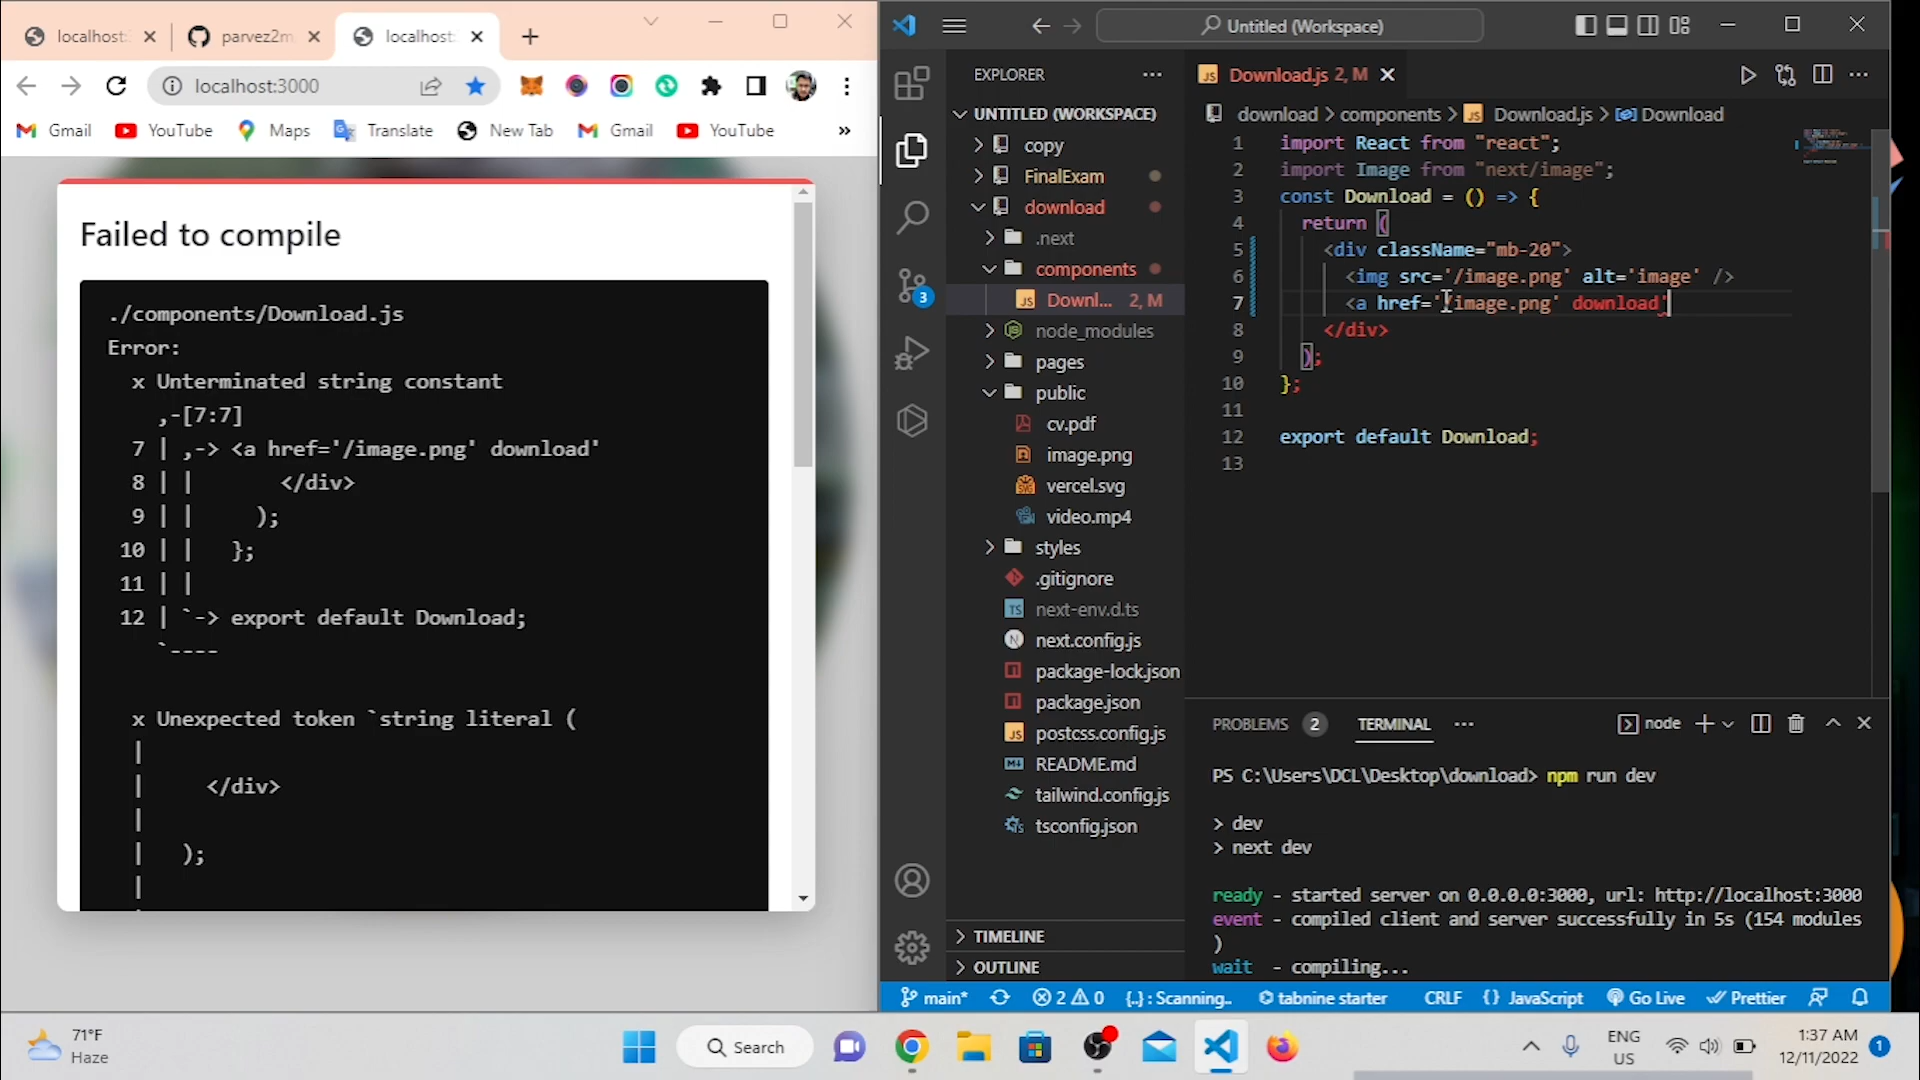 localhost:
parvez2m
localhost:
localhost:3000
Gmail
YouTube
Maps
Translate
New Tab
Gmail
YouTube
»
Failed to compile
./components/Download.js
Error:
x Unterminated string constant
,-[7:7]
7 | ,-> <a href='/image.png' download'
8 | |       </div>
9 | |     );
10 | |   };
11 | |
12 | `-> export default Download;
`----
x Unexpected token `string literal (
|
|      </div>
|
|    );
|
Untitled (Workspace)
EXPLORER
UNTITLED (WORKSPACE)
copy
FinalExam
download
.next
components
Downl... 2, M
node_modules
pages
public
cv.pdf
image.png
vercel.svg
video.mp4
styles
.gitignore
next-env.d.ts
next.config.js
package-lock.json
package.json
postcss.config.js
README.md
tailwind.config.js
tsconfig.json
TIMELINE
OUTLINE
3
Download.js 2, M
download > components > Download.js > Download
1 import React from "react";
2 import Image from "next/image";
3 const Download = () => {
4 return (
5 <div className="mb-20">
6 <img src='/image.png' alt='image' />
7 <a href='/image.png' download'
8 </div>
9 );
10 };
11
12 export default Download;
13
PROBLEMS 2 TERMINAL
node
PS C:\Users\DCL\Desktop\download> npm run dev
> dev
> next dev
ready - started server on 0.0.0.0:3000, url: http://localhost:3000
event - compiled client and server successfully in 5s (154 modules
)
wait - compiling...
main* 2 0 {..} : Scanning.. tabnine starter CRLF {} JavaScript Go Live Prettier
71°F
Haze
Search
ENG
US
1:37 AM
12/11/2022
1